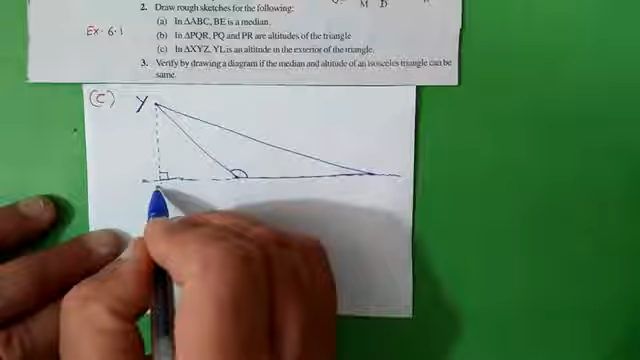 M D
2. Draw rough sketches for the following:
(a) In ΔABC, BE is a median.
Ex. 6.1
(b) In ΔPQR, PQ and PR are altitudes of the triangle
(c) In ΔXYZ, YL is an altitude in the exterior of the triangle.
3. Verify by drawing a diagram if the median and altitude of an isosceles triangle can be
same.
(c) Y